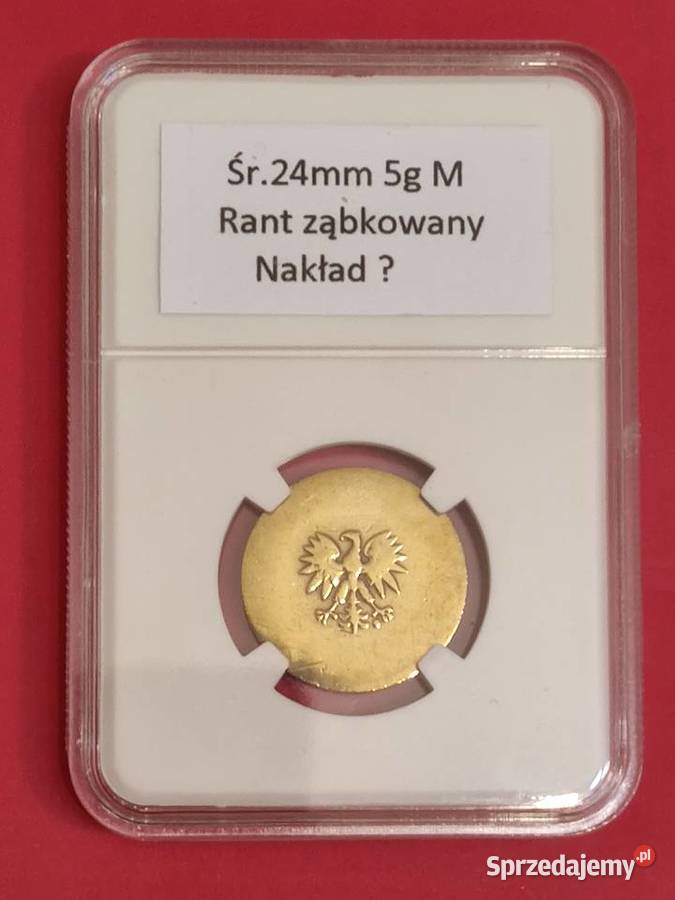 Śr.24mm 5g M
Rant ząbkowany
Nakład ?
Sprzedajemy.pl